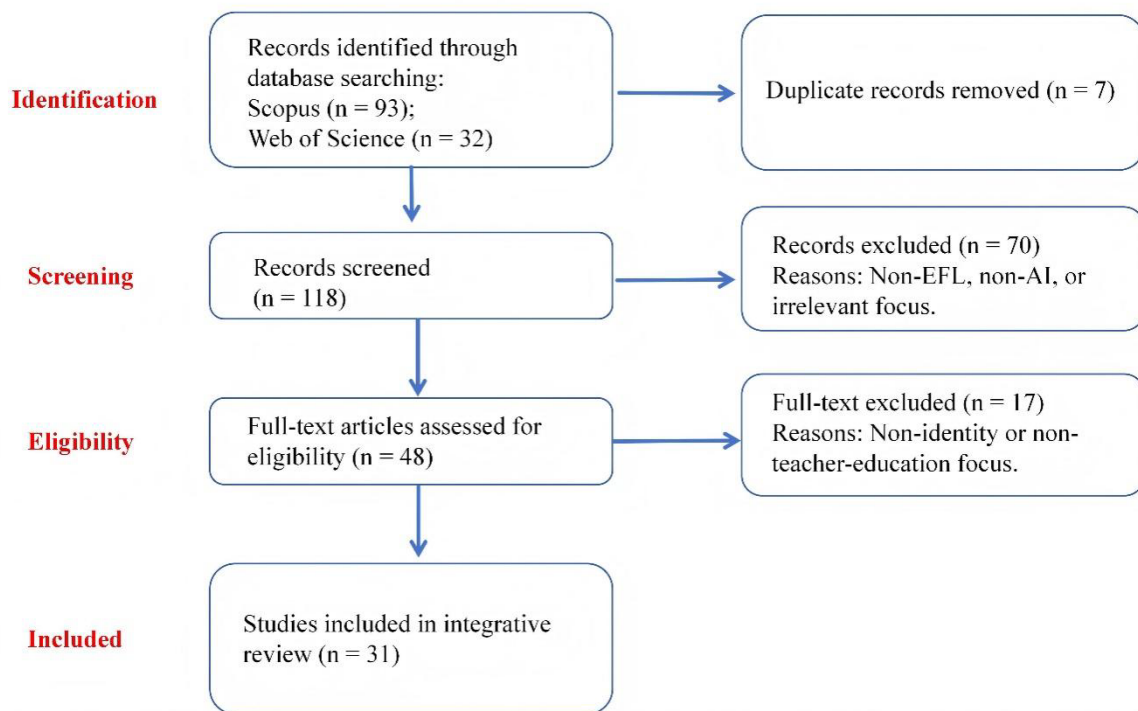 Identification
Records identified through
database searching:
Scopus (n = 93);
Web of Science (n = 32)
Duplicate records removed (n = 7)
Screening
Records screened
(n = 118)
Records excluded (n = 70)
Reasons: Non-EFL, non-AI, or
irrelevant focus.
Eligibility
Full-text articles assessed for
eligibility (n = 48)
Full-text excluded (n = 17)
Reasons: Non-identity or non-
teacher-education focus.
Included
Studies included in integrative
review (n = 31)